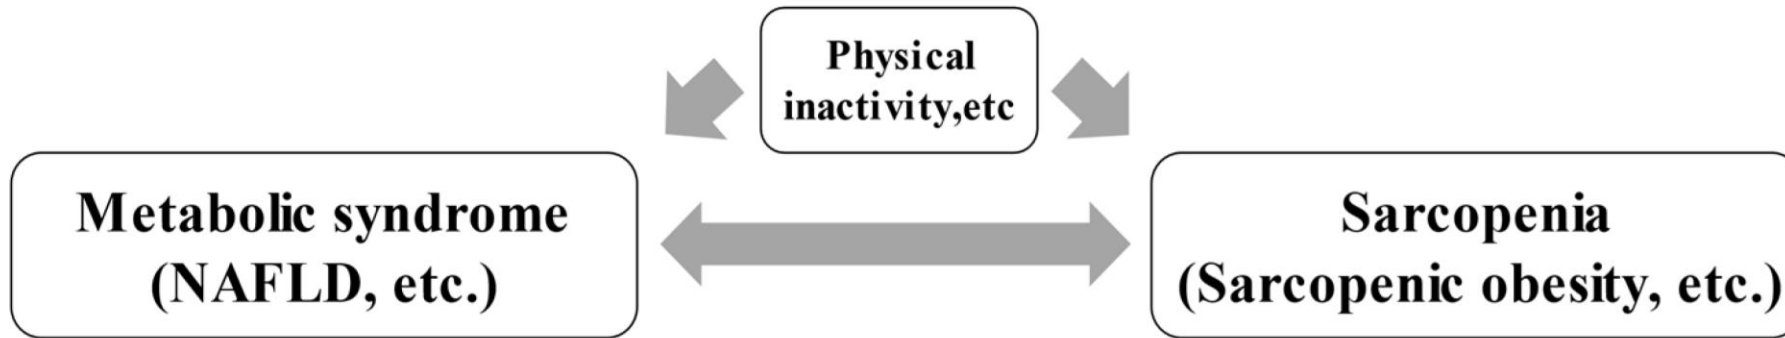 Physical
inactivity,etc
Metabolic syndrome
(NAFLD, etc.)
Sarcopenia
(Sarcopenic obesity, etc.)